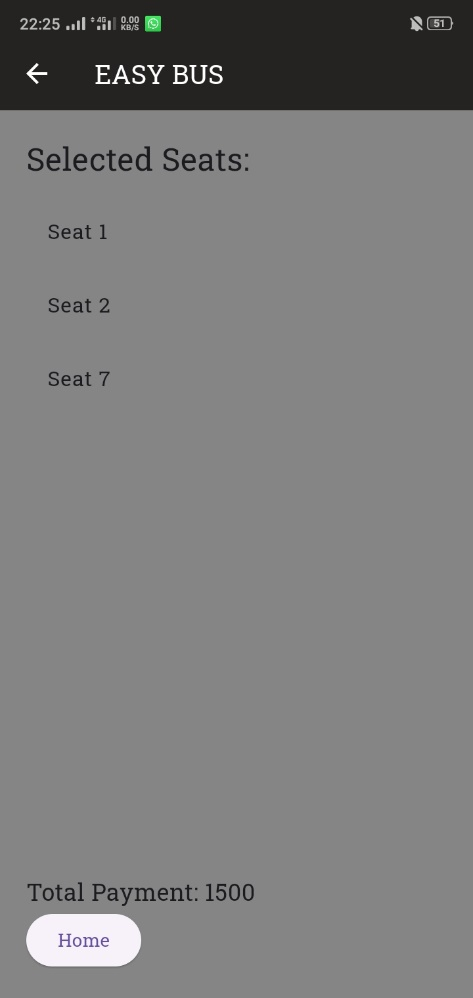 22:25 4G 0.00 KB/S 51
EASY BUS
Selected Seats:
Seat 1
Seat 2
Seat 7
Total Payment: 1500
Home